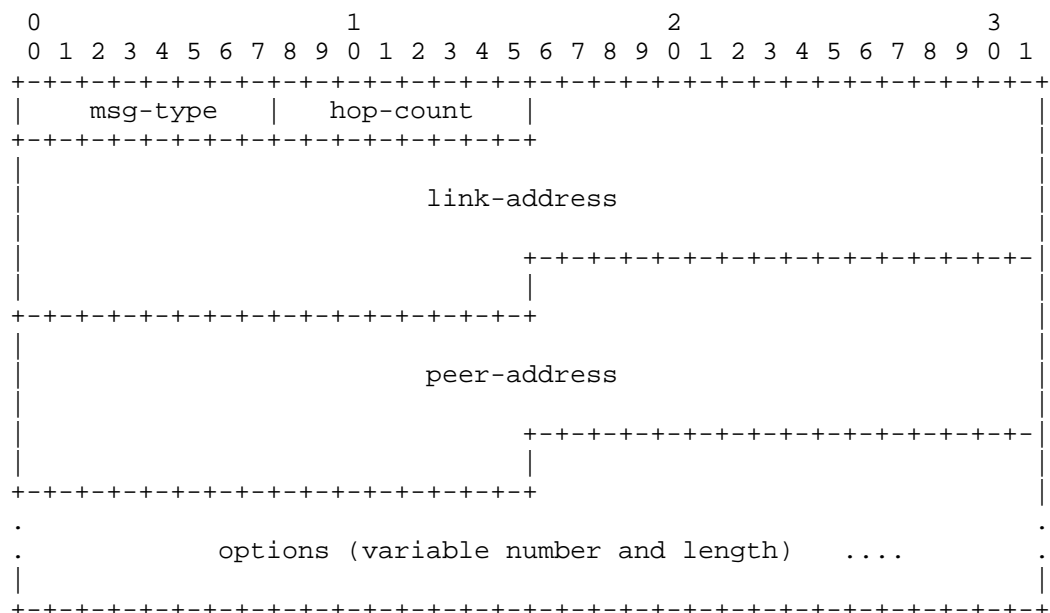 0                   1                   2                   3
0 1 2 3 4 5 6 7 8 9 0 1 2 3 4 5 6 7 8 9 0 1 2 3 4 5 6 7 8 9 0 1
+-+-+-+-+-+-+-+-+-+-+-+-+-+-+-+-+-+-+-+-+-+-+-+-+-+-+-+-+-+-+-+-+
|    msg-type   |   hop-count   |                               |
+-+-+-+-+-+-+-+-+-+-+-+-+-+-+-+-+                               |
|                                                               |
|                         link-address                          |
|                                                               |
|                               +-+-+-+-+-+-+-+-+-+-+-+-+-+-+-+-|
|                               |                               |
+-+-+-+-+-+-+-+-+-+-+-+-+-+-+-+-+                               |
|                                                               |
|                         peer-address                          |
|                                                               |
|                               +-+-+-+-+-+-+-+-+-+-+-+-+-+-+-+-|
|                               |                               |
+-+-+-+-+-+-+-+-+-+-+-+-+-+-+-+-+                               |
.                                                               .
.            options (variable number and length)   ....        .
|                                                               |
+-+-+-+-+-+-+-+-+-+-+-+-+-+-+-+-+-+-+-+-+-+-+-+-+-+-+-+-+-+-+-+-+